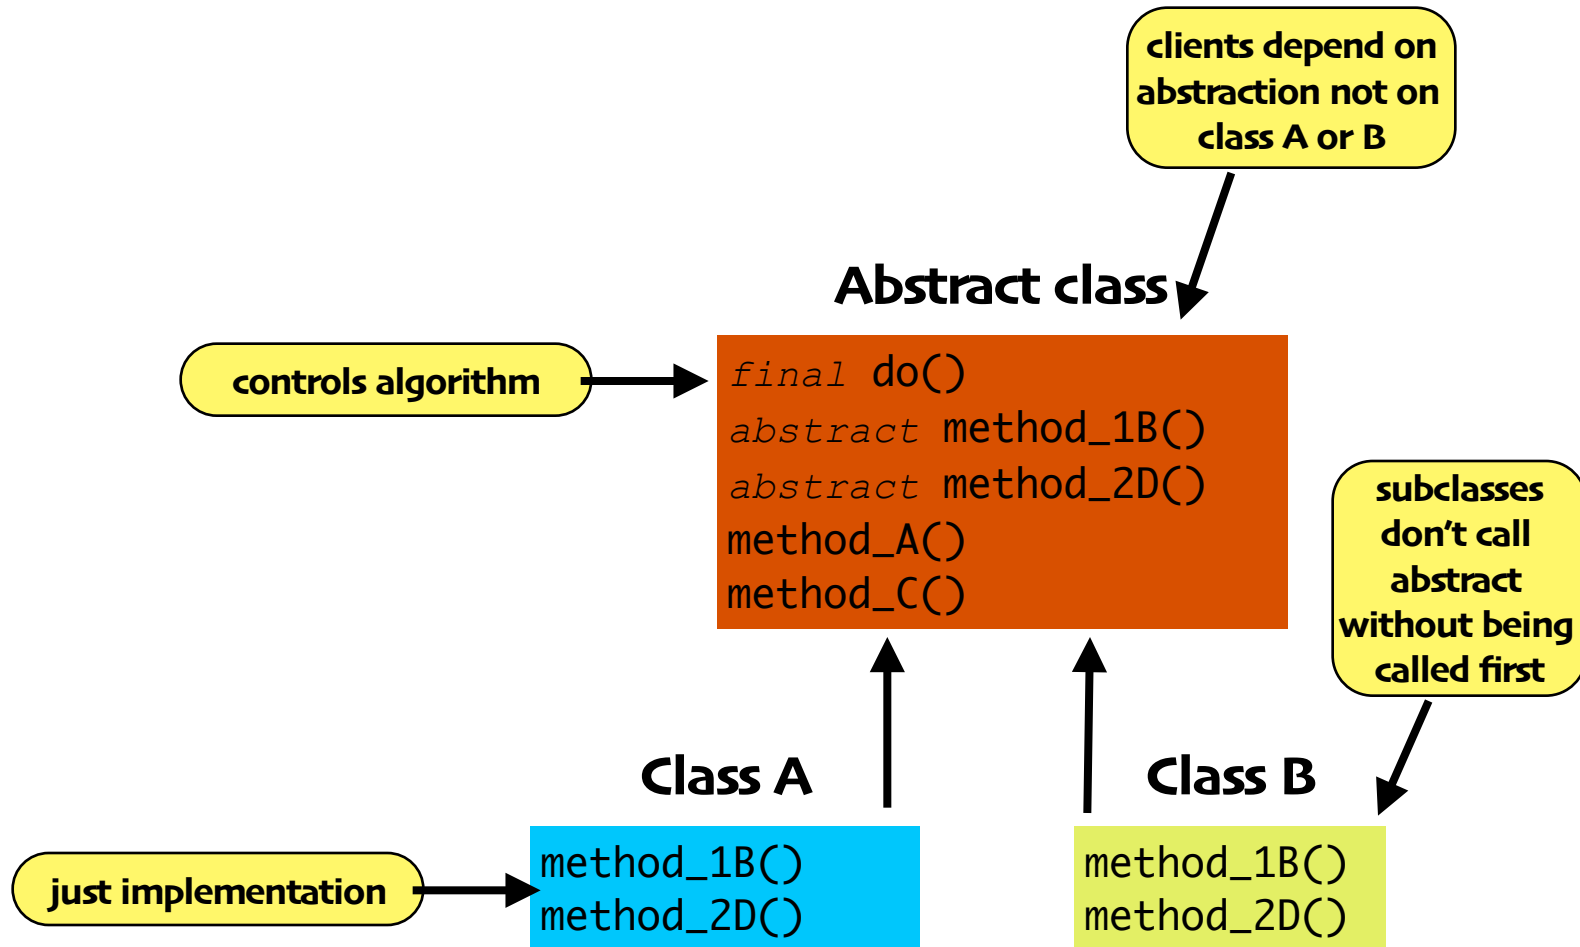 clients depend on
abstraction not on
class A or B
Abstract class
controls algorithm
final do()
abstract method_1B()
abstract method_2D()
method_A()
method_C()
subclasses
don't call
abstract
without being
called first
Class A
Class B
just implementation
method_1B()
method_2D()
method_1B()
method_2D()